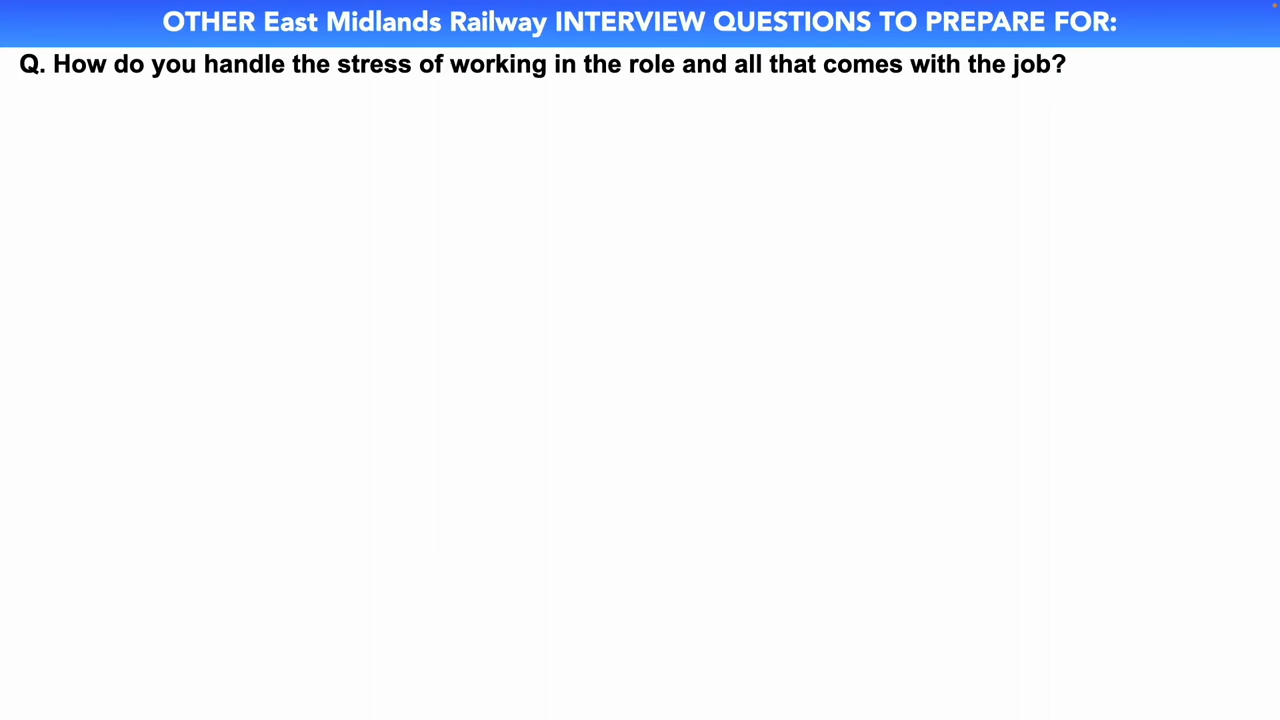 OTHER East Midlands Railway INTERVIEW QUESTIONS TO PREPARE FOR:
Q. How do you handle the stress of working in the role and all that comes with the job?